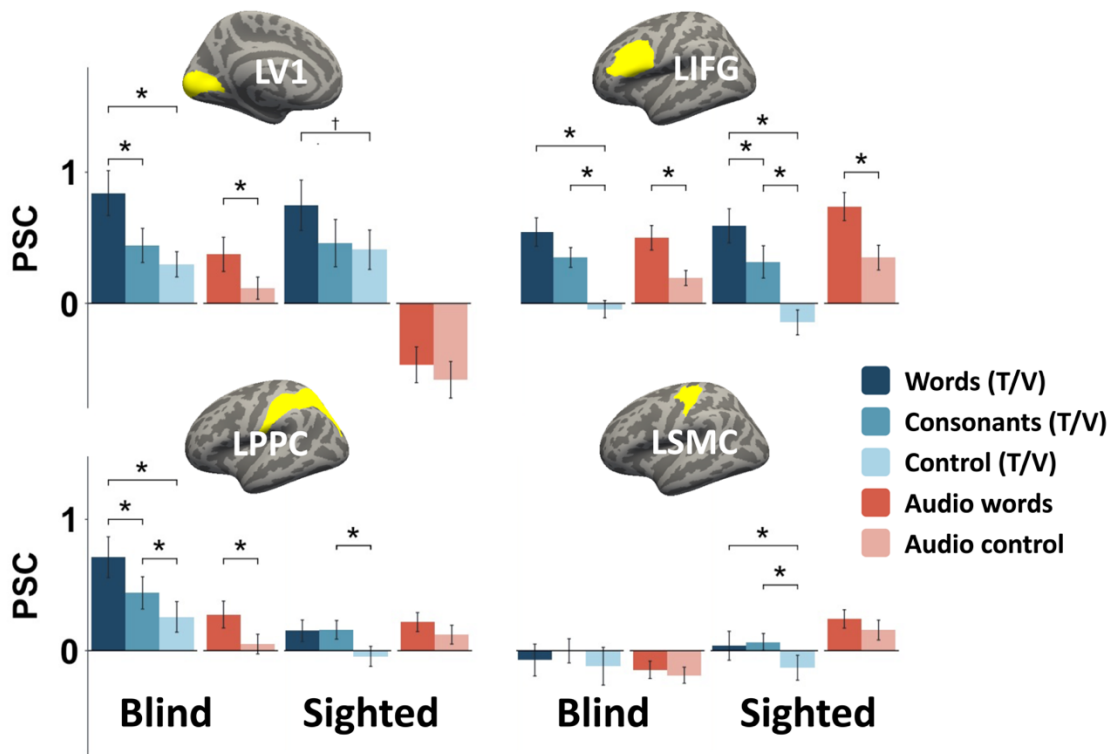 LV1
LIFG
*
†
*
*
*
*
*
*
*
*
*
*
1
PSC
0
LPPC
LSMC
Words (T/V)
Consonants (T/V)
Control (T/V)
Audio words
Audio control
*
*
*
*
*
*
*
1
PSC
0
Blind
Sighted
Blind
Sighted